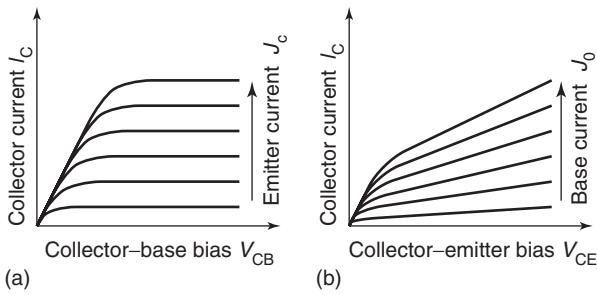 Collector current I_C
Emitter current J_c
Collector–base bias V_CB
(a)
Collector current I_C
Base current J_0
Collector–emitter bias V_CE
(b)